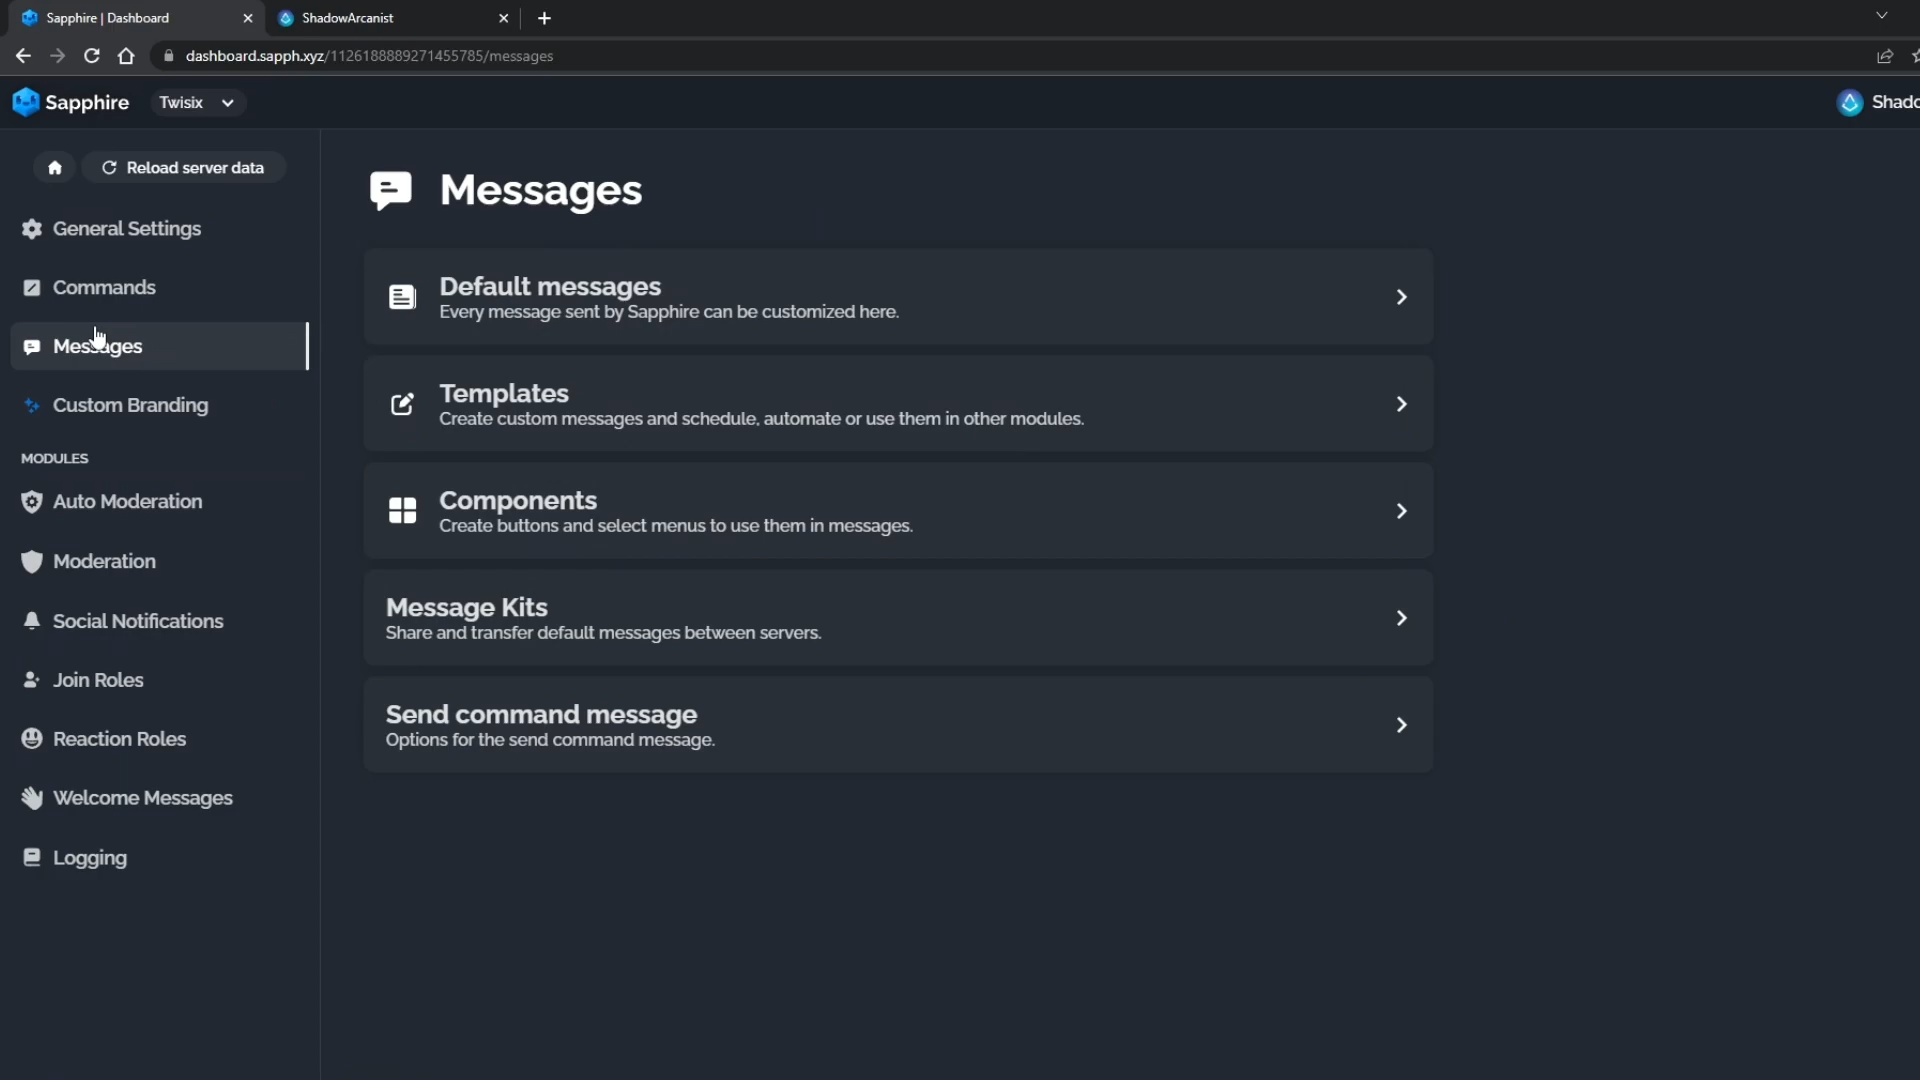 Sapphire | Dashboard
ShadowArcanist
dashboard.sapph.xyz/1126188889271455785/messages
Sapphire
Twisix
Shado
Reload server data
General Settings
Commands
Messages
Custom Branding
MODULES
Auto Moderation
Moderation
Social Notifications
Join Roles
Reaction Roles
Welcome Messages
Logging
Messages
Default messages
Every message sent by Sapphire can be customized here.
Templates
Create custom messages and schedule, automate or use them in other modules.
Components
Create buttons and select menus to use them in messages.
Message Kits
Share and transfer default messages between servers.
Send command message
Options for the send command message.